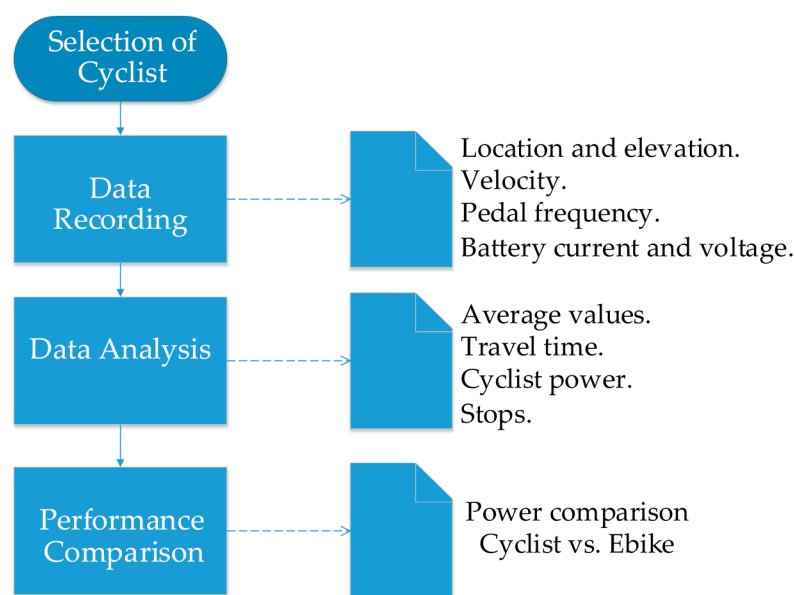 Selection of
Cyclist
Data
Recording
Location and elevation.
Velocity.
Pedal frequency.
Battery current and voltage.
Data Analysis
Average values.
Travel time.
Cyclist power.
Stops.
Performance
Comparison
Power comparison
Cyclist vs. Ebike